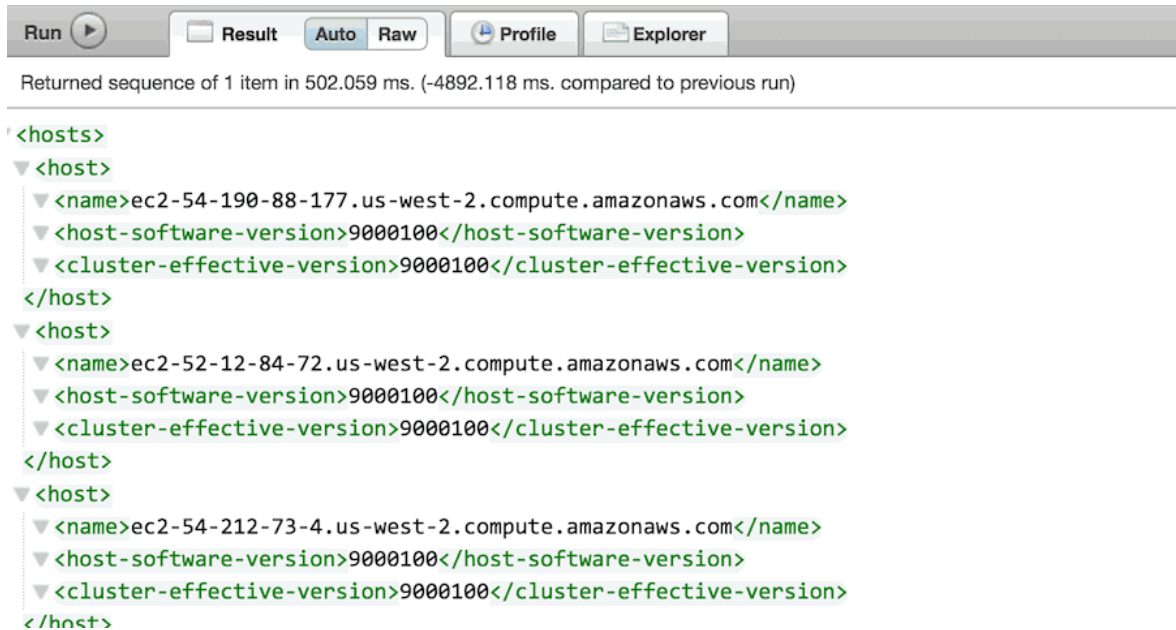 Run Result Auto Raw Profile Explorer
Returned sequence of 1 item in 502.059 ms. (-4892.118 ms. compared to previous run)
<hosts>
<host>
<name>ec2-54-190-88-177.us-west-2.compute.amazonaws.com</name>
<host-software-version>9000100</host-software-version>
<cluster-effective-version>9000100</cluster-effective-version>
</host>
<host>
<name>ec2-52-12-84-72.us-west-2.compute.amazonaws.com</name>
<host-software-version>9000100</host-software-version>
<cluster-effective-version>9000100</cluster-effective-version>
</host>
<host>
<name>ec2-54-212-73-4.us-west-2.compute.amazonaws.com</name>
<host-software-version>9000100</host-software-version>
<cluster-effective-version>9000100</cluster-effective-version>
</host>